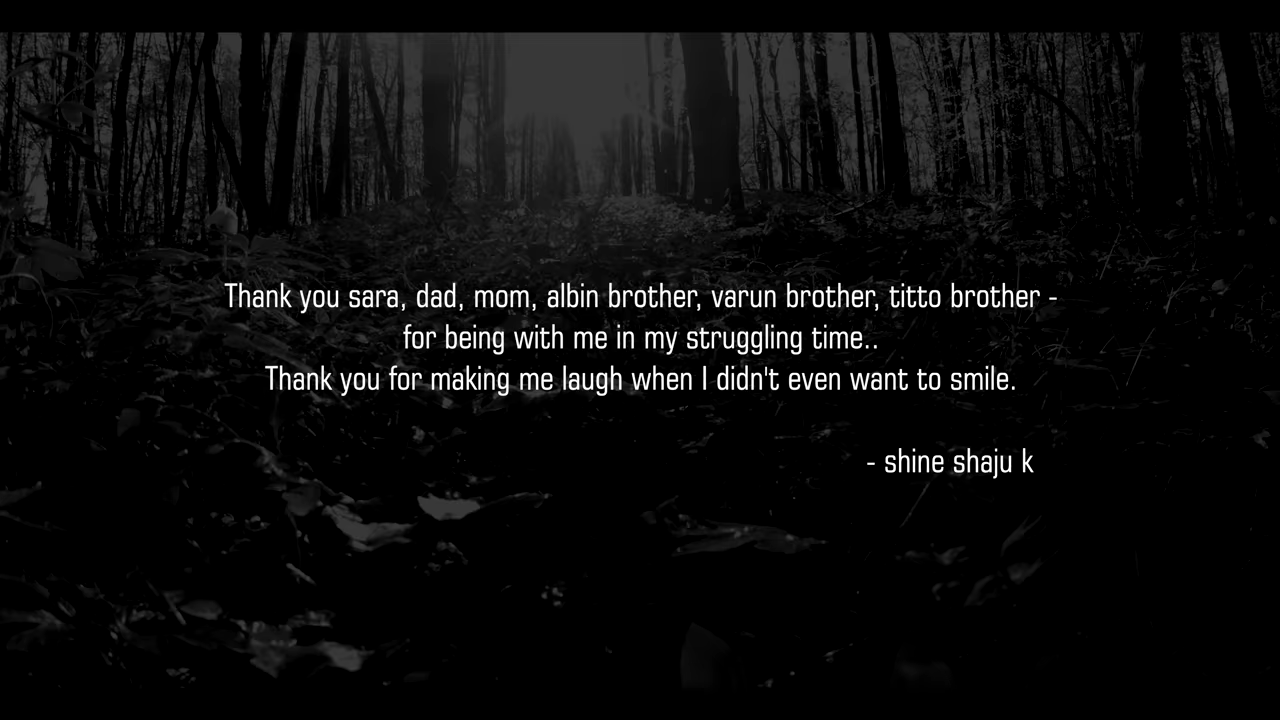 Thank you sara, dad, mom, albin brother, varun brother, titto brother -
for being with me in my struggling time..
Thank you for making me laugh when I didn't even want to smile.
- shine shaju k